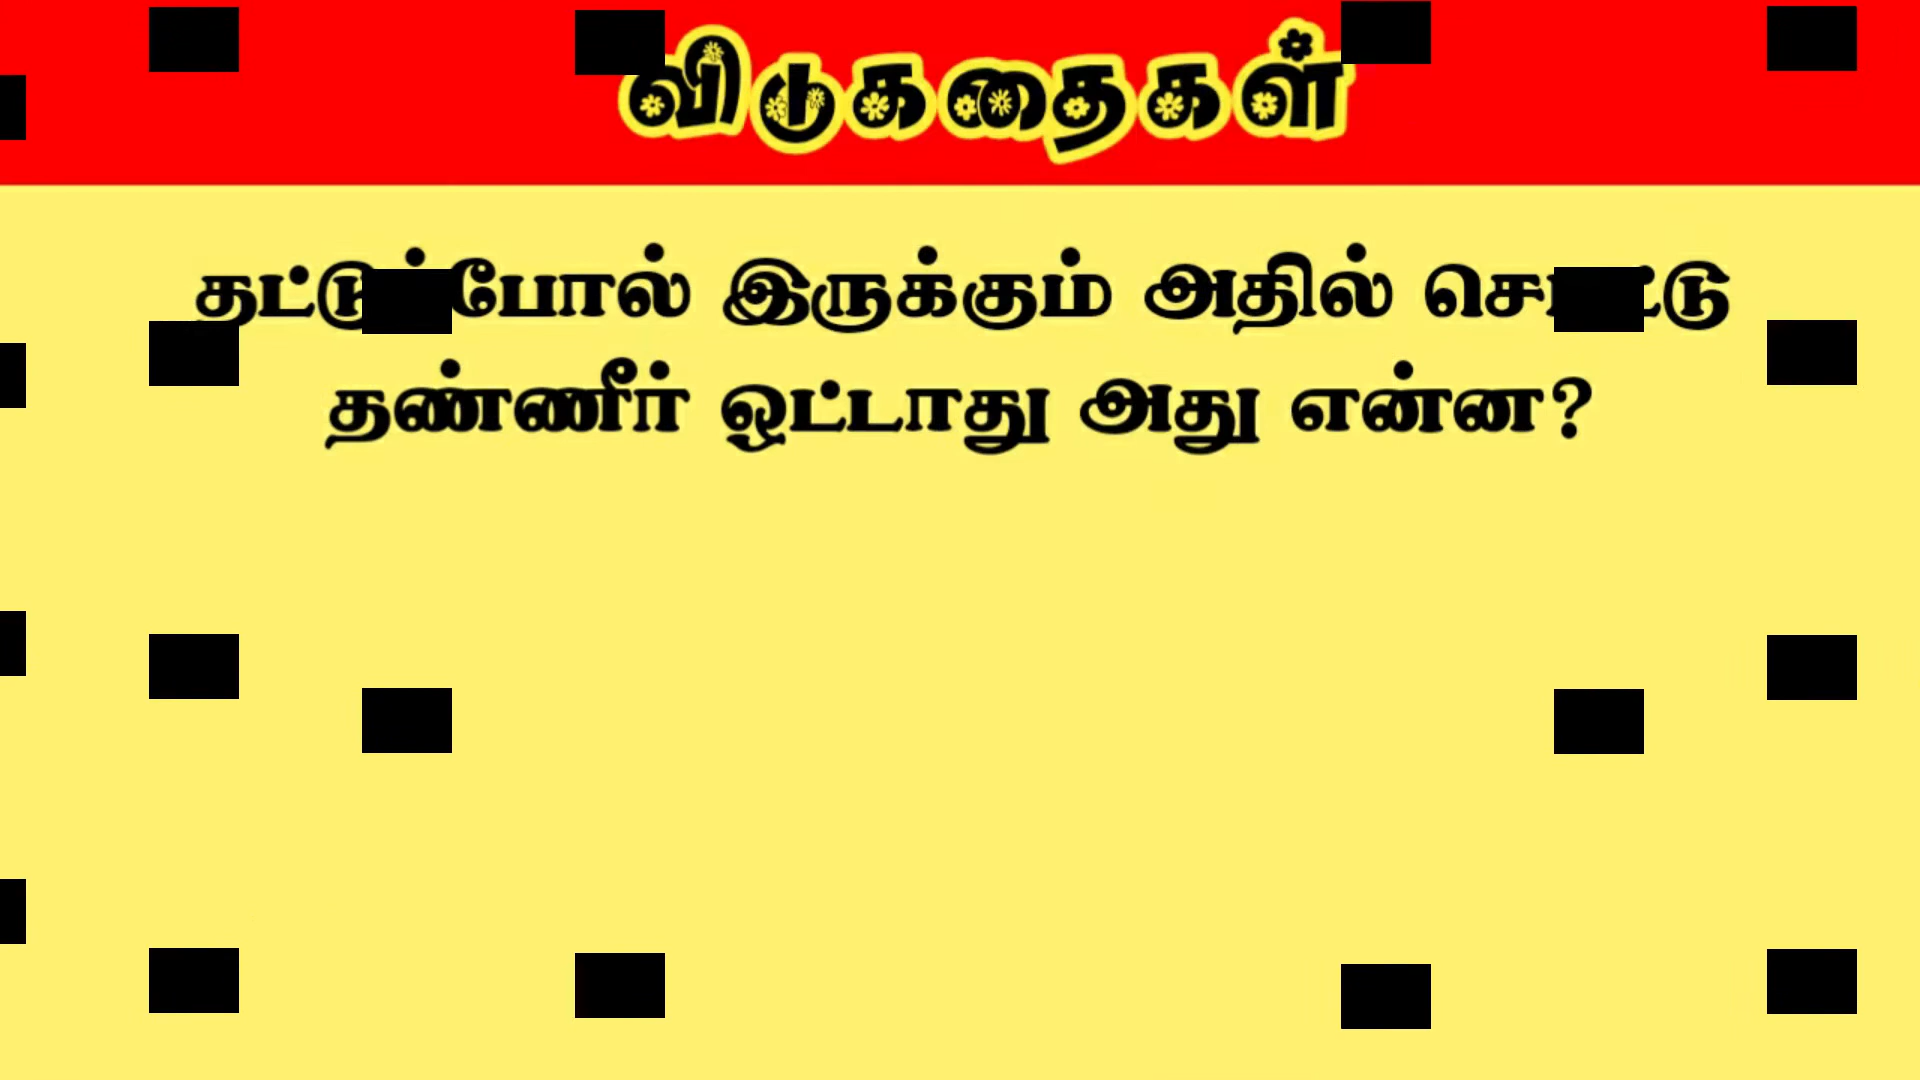 விடுகதைகள்
இருக்கும் அதில்
தண்ணீர் ஒட்டாது அது என்ன?